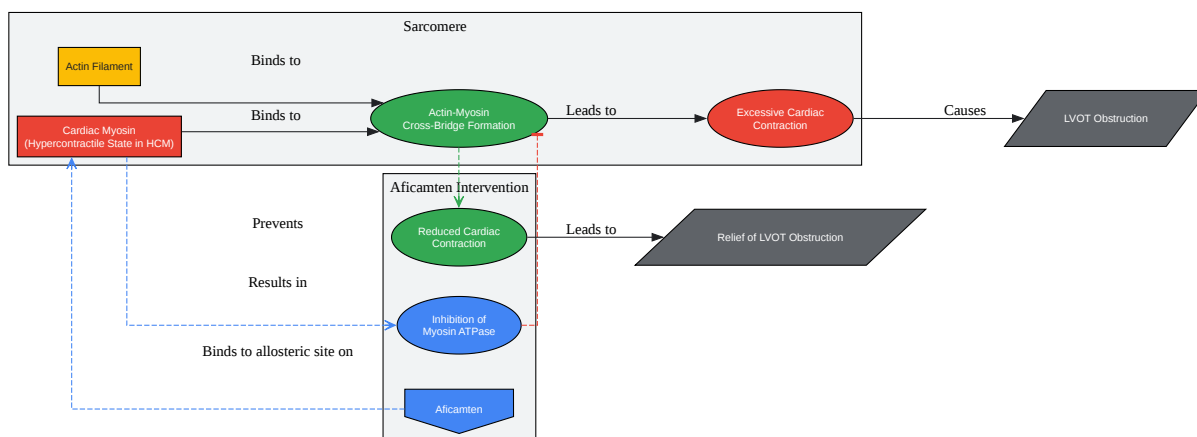 Sarcomere
Actin Filament
Binds to
Binds to
Cardiac Myosin
(Hypercontractile State in HCM)
Actin-Myosin
Cross-Bridge Formation
Leads to
Excessive Cardiac
Contraction
Causes
LVOT Obstruction
Aficamten Intervention
Prevents
Reduced Cardiac
Contraction
Leads to
Relief of LVOT Obstruction
Results in
Inhibition of
Myosin ATPase
Binds to allosteric site on
Aficamten